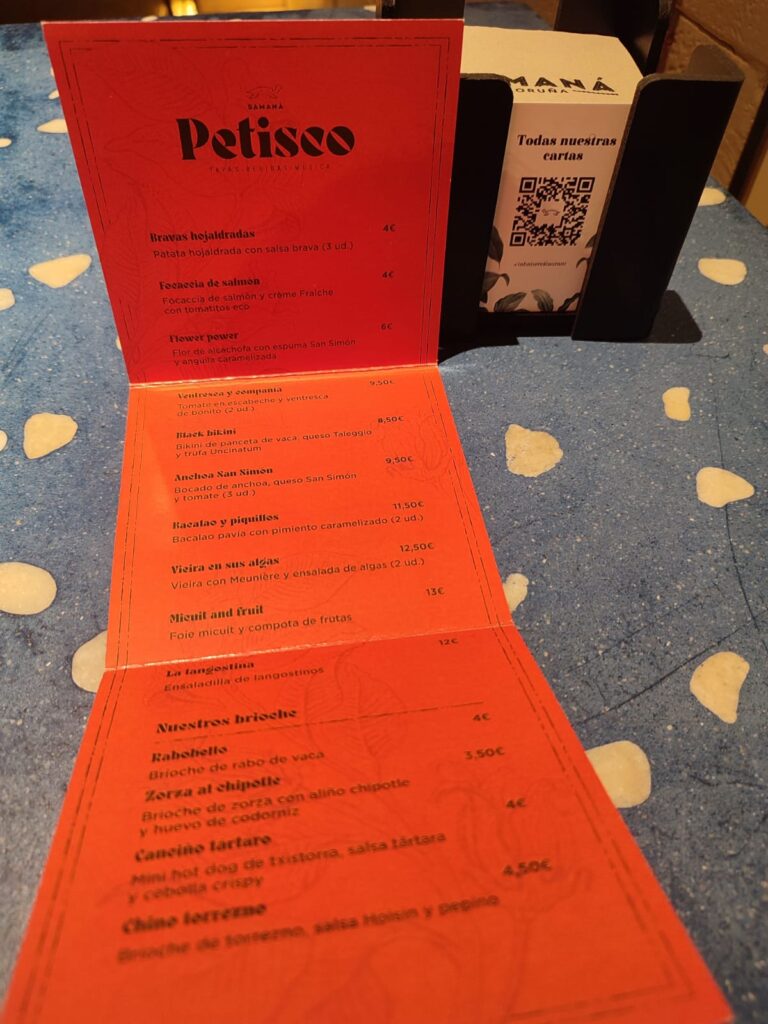 SAMANÁ
Petisco
TAPAS·BEBIDAS·MÚSICA
Bravas hojaldradas 4€
Patata hojaldrada con salsa brava (3 ud.)
Focaccia de salmón 4€
Focaccia de salmón y crème Fraîche
con tomatitos eco
Flower power 6€
Flor de alcachofa con espuma San Simón
y anguila caramelizada
Ventresca y compañía 9,50€
Tomate en escabeche y ventresca
de bonito (2 ud.)
Black bikini 8,50€
Bikini de panceta de vaca, queso Taleggio
y trufa Uncinatum
Anchoa San Simón 9,50€
Bocado de anchoa, queso San Simón
y tomate (3 ud.)
Bacalao y piquillos 11,50€
Bacalao pavía con pimiento caramelizado (2 ud.)
Vieira en sus algas 12,50€
Vieira con Meunière y ensalada de algas (2 ud.)
Micuit and fruit 13€
Foie micuit y compota de frutas
La langostina 12€
Ensaladilla de langostinos
Nuestros brioche
Rabobello 4€
Brioche de rabo de vaca
Zorza al chipotle 3,50€
Brioche de zorza con aliño chipotle
y huevo de codorniz
Canciño tartaro 4€
Mini hot dog de txistorra, salsa tártara
y cebolla crispy
Chino torrezno 4,50€
Brioche de torrezno, salsa Hoisin y pepino
MANÁ
ORUÑA
Todas nuestras
cartas